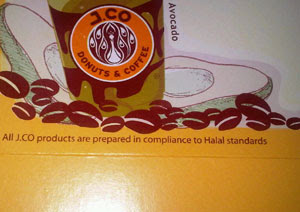 Avocado
J.CO
DONUTS & COFFEE
All J.CO products are prepared in compliance to Halal standards